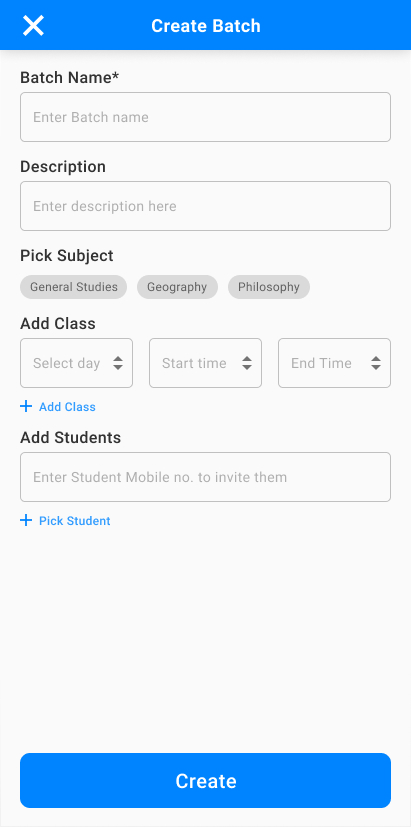 Create Batch
Batch Name*
Enter Batch name
Description
Enter description here
Pick Subject
General Studies Geography Philosophy
Add Class
Select day Start time End Time
+ Add Class
Add Students
Enter Student Mobile no. to invite them
+ Pick Student
Create